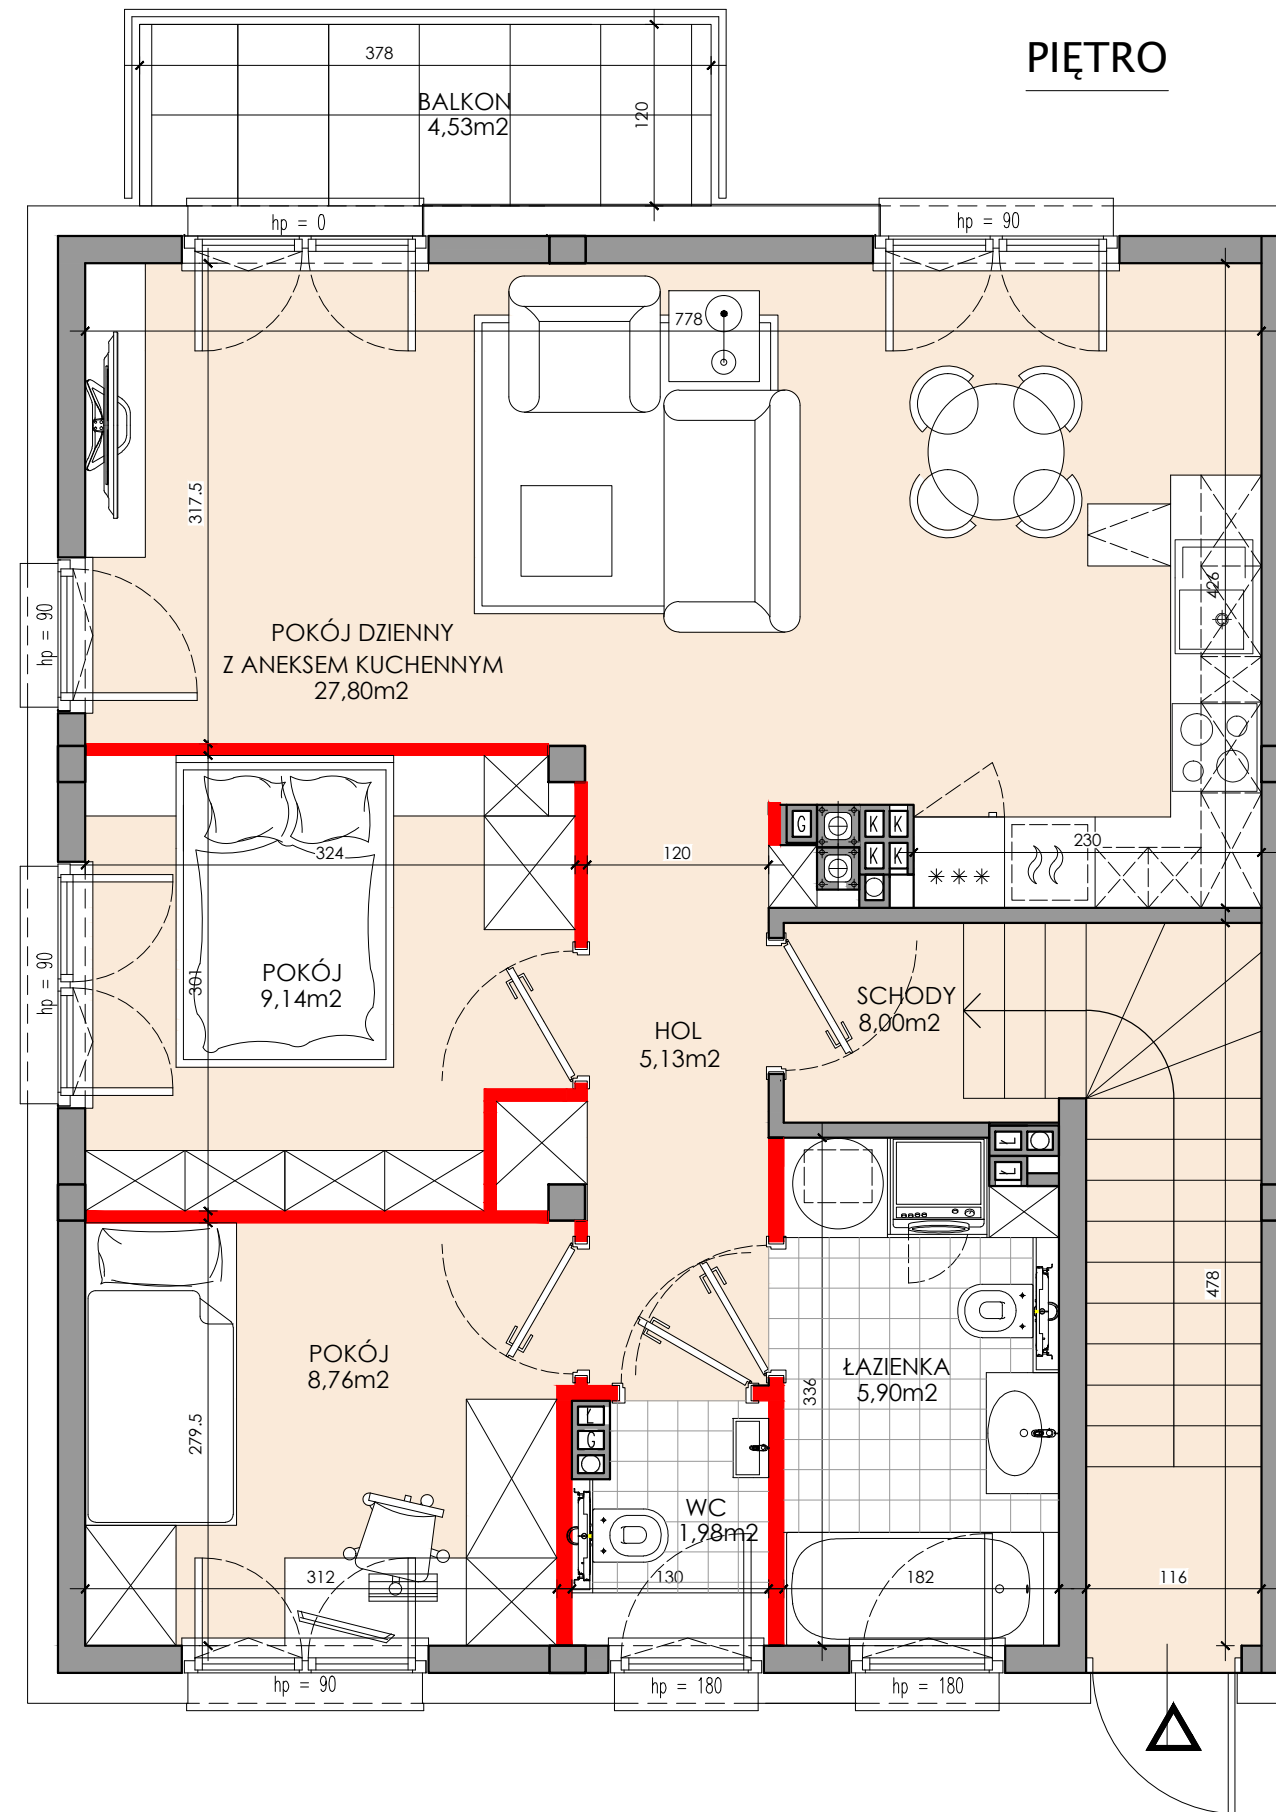 PIĘTRO
378
BALKON
4,53m2
120
hp = 0
hp = 90
778
317.5
426
hp = 90
POKÓJ DZIENNY
Z ANEKSEM KUCHENNYM
27,80m2
G
K K
K K
324
120
230
***
hp = 90
301
POKÓJ
9,14m2
HOL
5,13m2
SCHODY
8,00m2
Ł
Ł
478
POKÓJ
8,76m2
ŁAZIENKA
5,90m2
336
279.5
Ł
G
WC
1,98m2
312
130
182
116
hp = 90
hp = 180
hp = 180